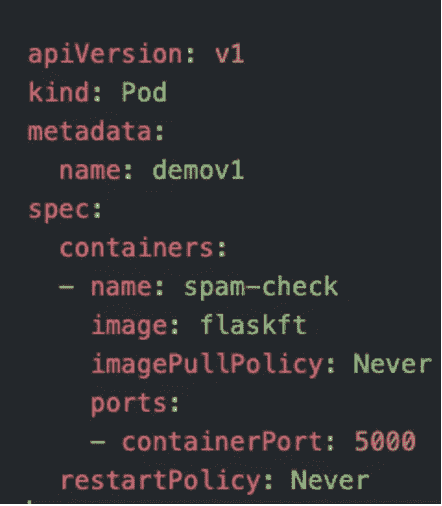 apiVersion: v1
kind: Pod
metadata:
  name: demov1
spec:
  containers:
  - name: spam-check
    image: flaskft
    imagePullPolicy: Never
    ports:
    - containerPort: 5000
  restartPolicy: Never